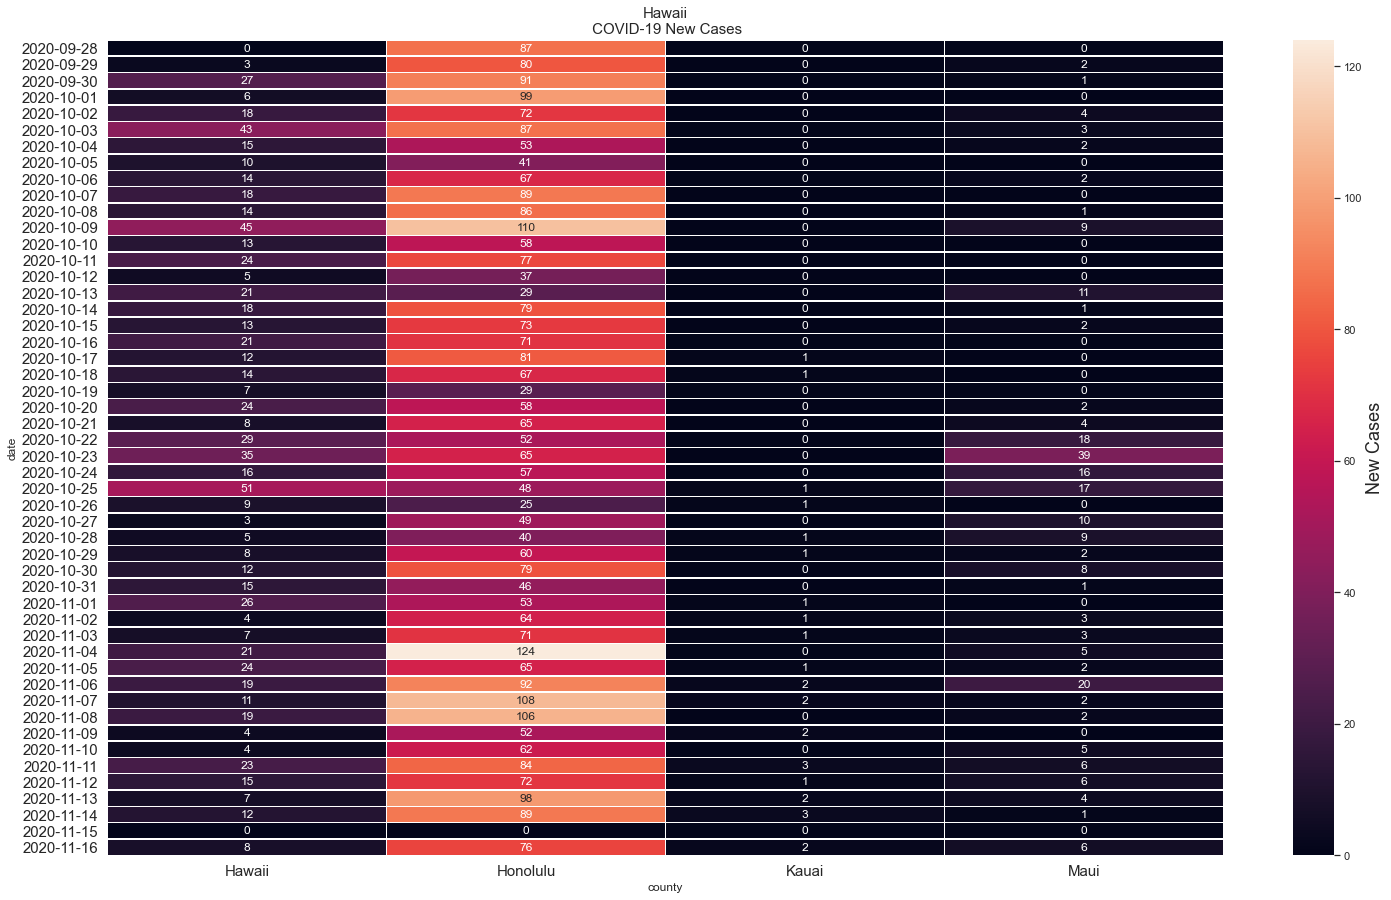 Hawaii
COVID-19 New Cases
2020-09-28 0 87 0 0
2020-09-29 3 80 0 2
2020-09-30 27 91 0 1
2020-10-01 6 99 0 0
2020-10-02 18 72 0 4
2020-10-03 43 87 0 3
2020-10-04 15 53 0 2
2020-10-05 10 41 0 0
2020-10-06 14 67 0 2
2020-10-07 18 89 0 0
2020-10-08 14 86 0 1
2020-10-09 45 110 0 9
2020-10-10 13 58 0 0
2020-10-11 24 77 0 0
2020-10-12 5 37 0 0
2020-10-13 21 29 0 11
2020-10-14 18 79 0 1
2020-10-15 13 73 0 2
2020-10-16 21 71 0 0
2020-10-17 12 81 1 0
2020-10-18 14 67 1 0
2020-10-19 7 29 0 0
2020-10-20 24 58 0 2
2020-10-21 8 65 0 4
2020-10-22 29 52 0 18
2020-10-23 35 65 0 39
2020-10-24 16 57 0 16
2020-10-25 51 48 1 17
2020-10-26 9 25 1 0
2020-10-27 3 49 0 10
2020-10-28 5 40 1 9
2020-10-29 8 60 1 2
2020-10-30 12 79 0 8
2020-10-31 15 46 0 1
2020-11-01 26 53 1 0
2020-11-02 4 64 1 3
2020-11-03 7 71 1 3
2020-11-04 21 124 0 5
2020-11-05 24 65 1 2
2020-11-06 19 92 2 20
2020-11-07 11 108 2 2
2020-11-08 19 106 0 2
2020-11-09 4 52 2 0
2020-11-10 4 62 0 5
2020-11-11 23 84 3 6
2020-11-12 15 72 1 6
2020-11-13 7 98 2 4
2020-11-14 12 89 3 1
2020-11-15 0 0 0 0
2020-11-16 8 76 2 6
Hawaii Honolulu Kauai Maui
county
date
120
100
80
60
40
20
0
New Cases